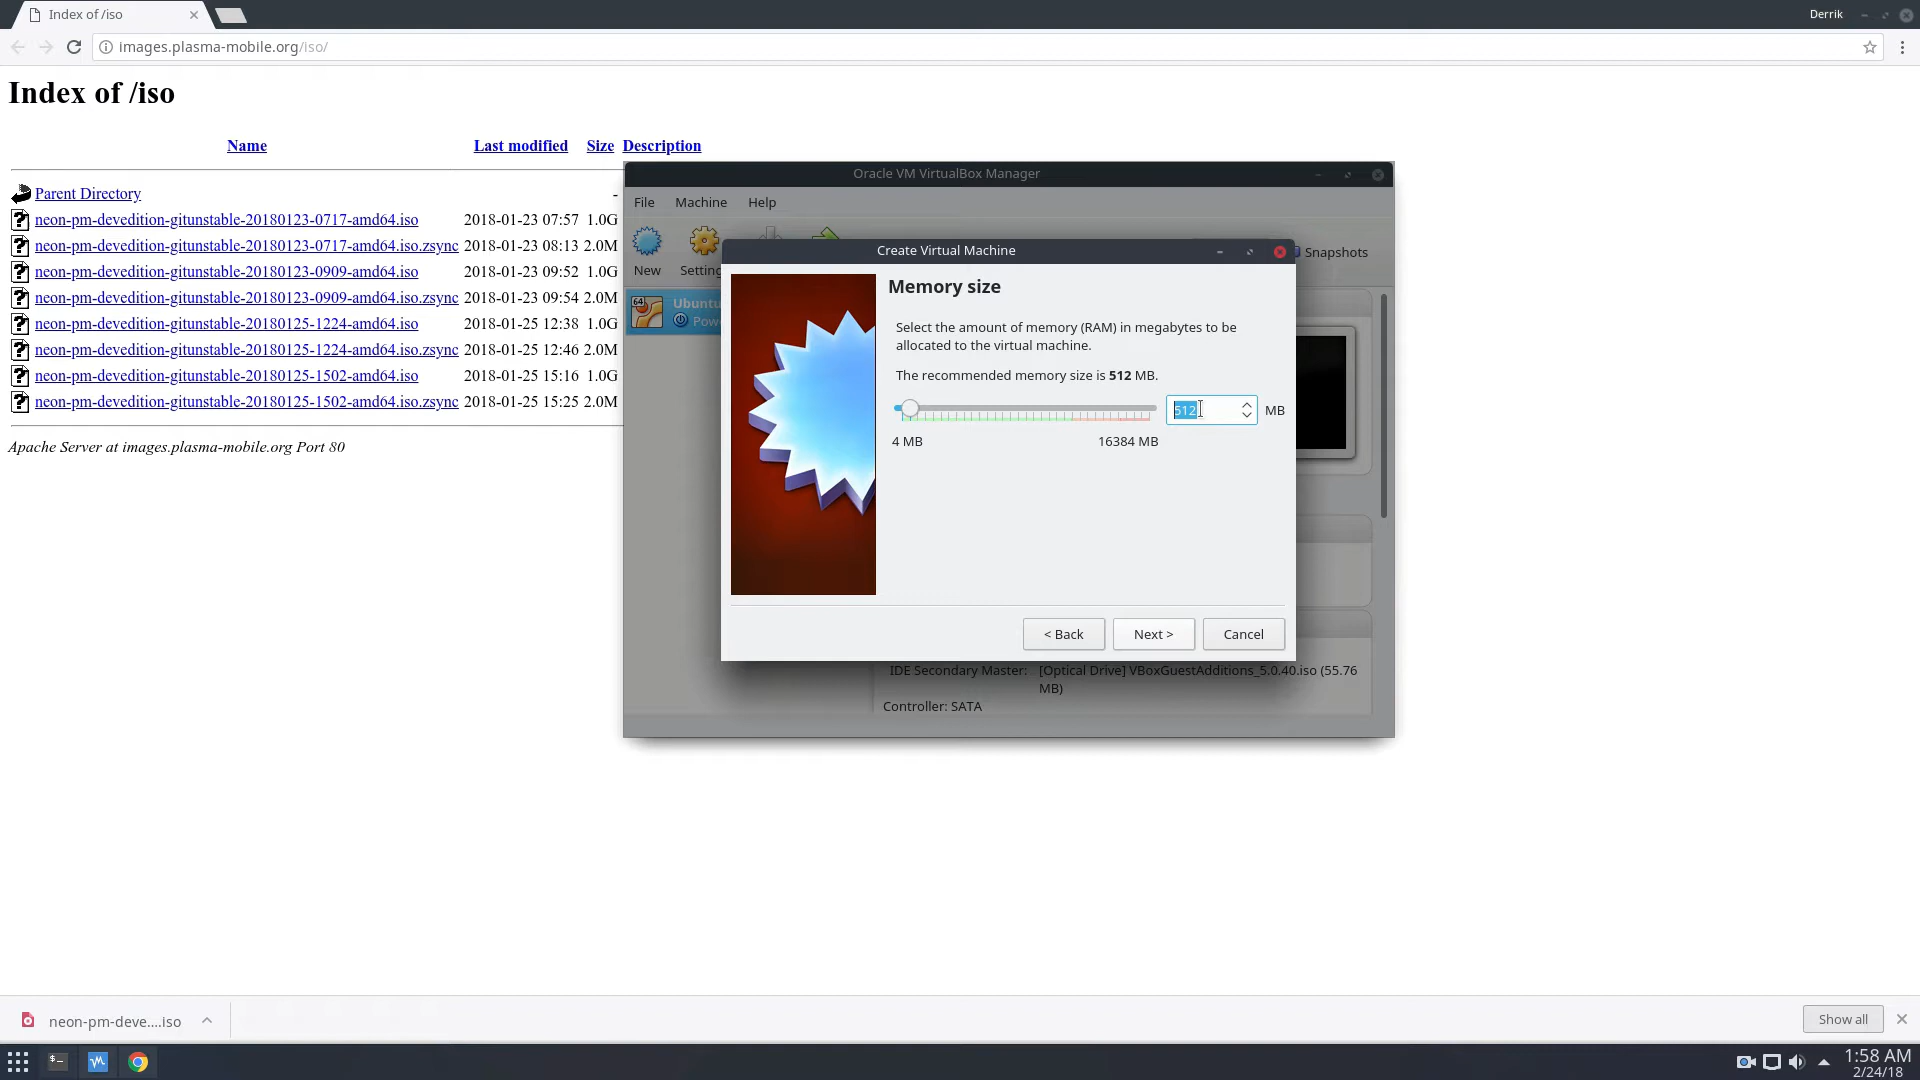 Index of /iso
Derrik
images.plasma-mobile.org/iso/
Index of /iso
Name Last modified Size Description
Parent Directory -
neon-pm-devedition-gitunstable-20180123-0717-amd64.iso 2018-01-23 07:57 1.0G
neon-pm-devedition-gitunstable-20180123-0717-amd64.iso.zsync 2018-01-23 08:13 2.0M
neon-pm-devedition-gitunstable-20180123-0909-amd64.iso 2018-01-23 09:52 1.0G
neon-pm-devedition-gitunstable-20180123-0909-amd64.iso.zsync 2018-01-23 09:54 2.0M
neon-pm-devedition-gitunstable-20180125-1224-amd64.iso 2018-01-25 12:38 1.0G
neon-pm-devedition-gitunstable-20180125-1224-amd64.iso.zsync 2018-01-25 12:46 2.0M
neon-pm-devedition-gitunstable-20180125-1502-amd64.iso 2018-01-25 15:16 1.0G
neon-pm-devedition-gitunstable-20180125-1502-amd64.iso.zsync 2018-01-25 15:25 2.0M
Apache Server at images.plasma-mobile.org Port 80
Oracle VM VirtualBox Manager
File Machine Help
New Setting
Snapshots
64 Ubuntu
Powe
Create Virtual Machine
Memory size
Select the amount of memory (RAM) in megabytes to be
allocated to the virtual machine.
The recommended memory size is 512 MB.
512 MB
4 MB 16384 MB
< Back Next > Cancel
IDE Secondary Master: [Optical Drive] VBoxGuestAdditions_5.0.40.iso (55.76
MB)
Controller: SATA
neon-pm-deve....iso
Show all
1:58 AM
2/24/18